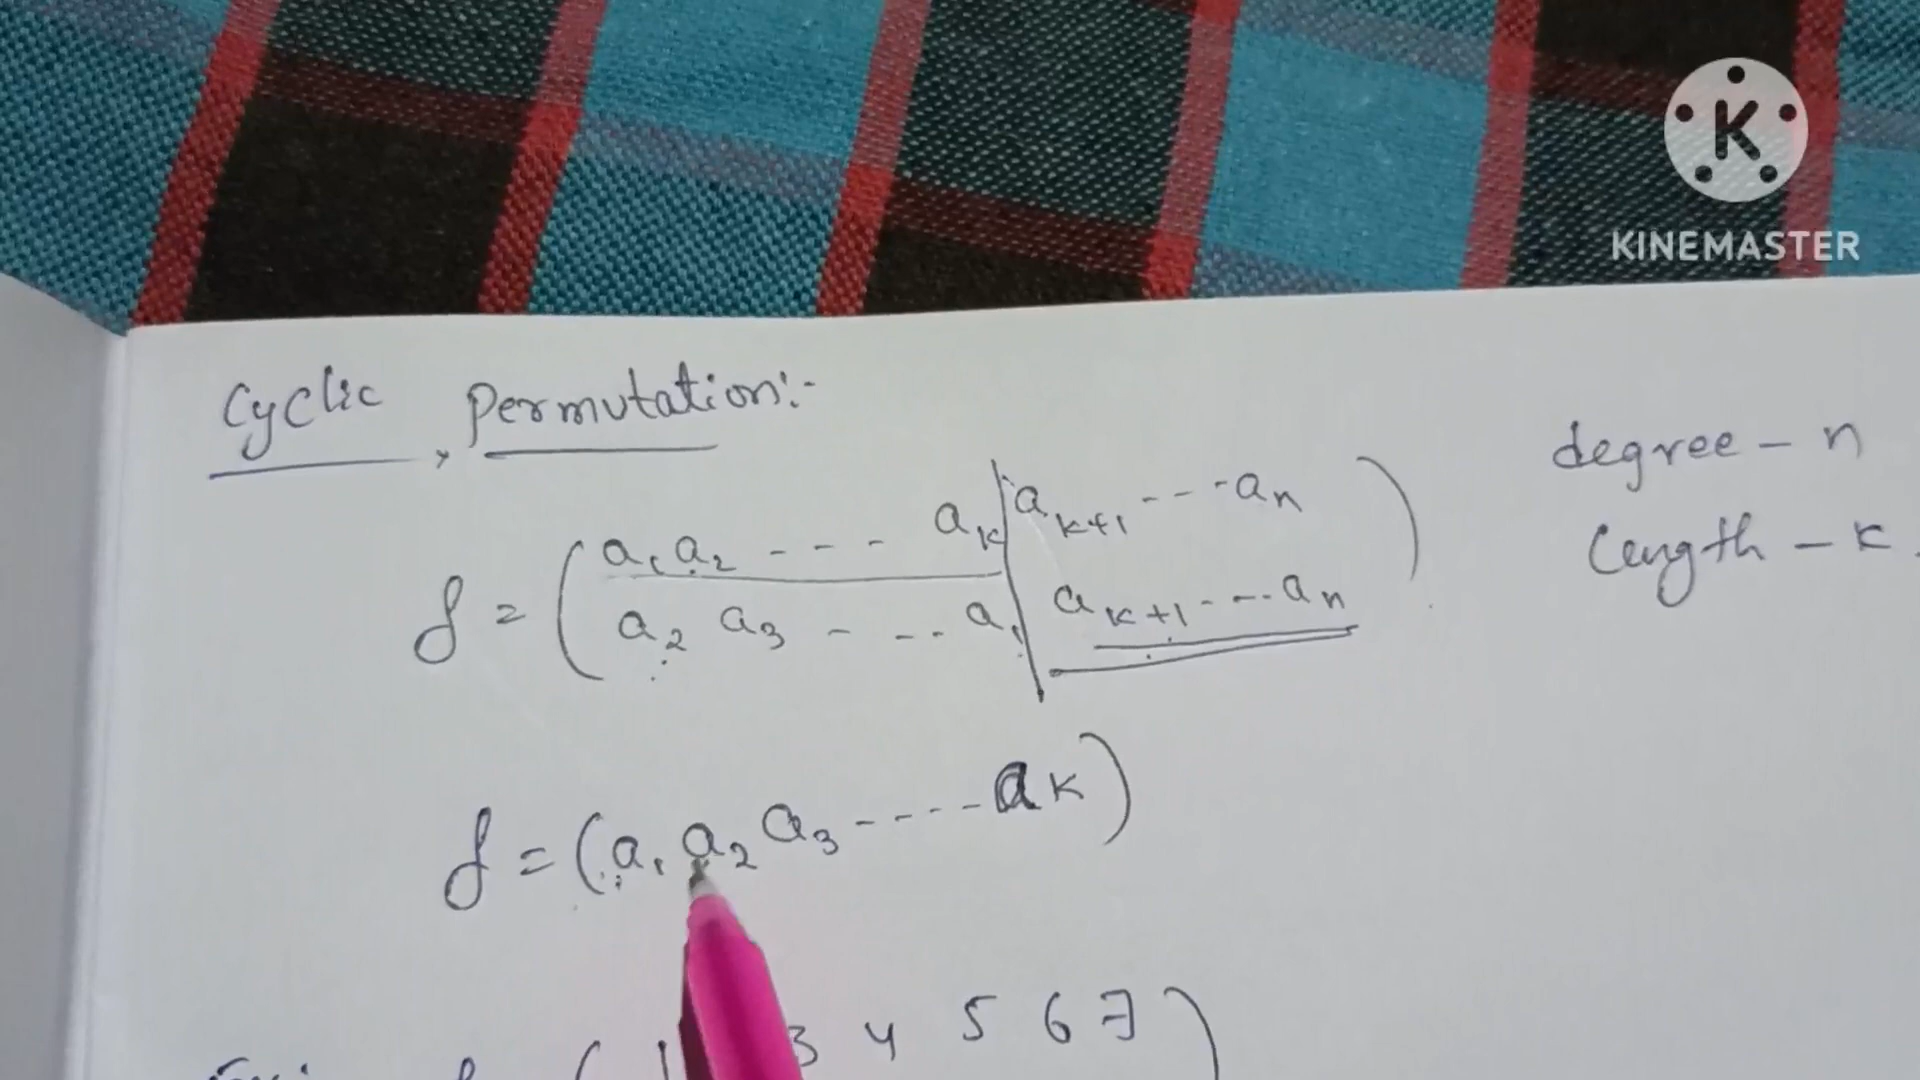 K
KINEMASTER
Cyclic Permutation:-
degree - n
length - k.
f = ( a1 a2 - - - ak | ak+1 - - - an )
a2 a3 - - - a1 | ak+1 - - - an
f = (a1 a2 a3 - - - - - ak)
3 4 5 6 7 )